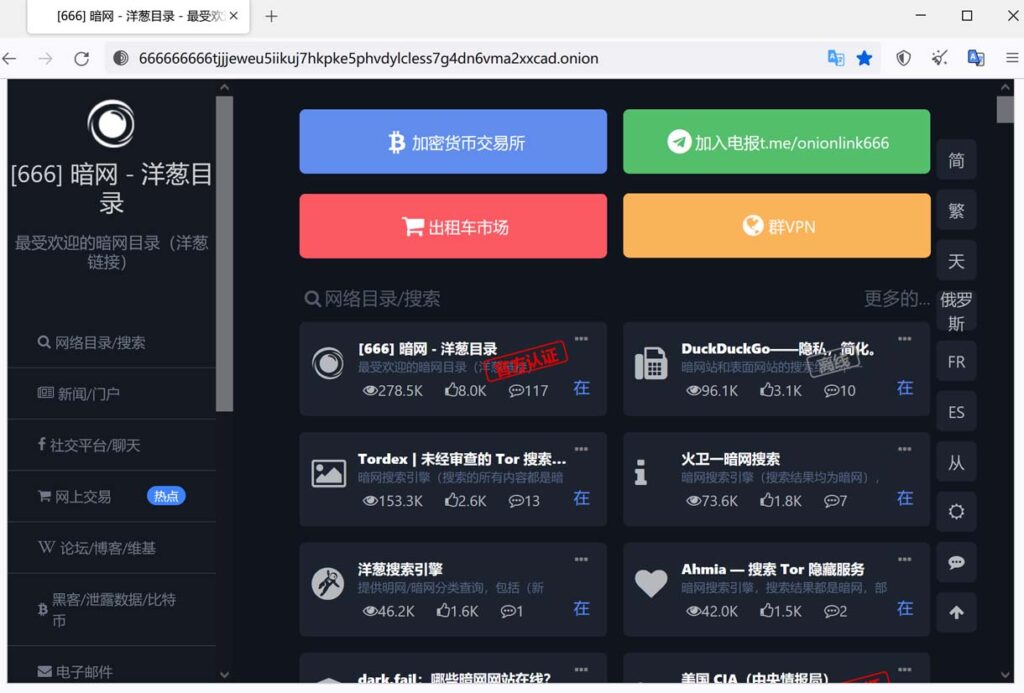 [666] 暗网 - 洋葱目录 - 最受欢
666666666tjjjeweu5iikuj7hkpke5phvdylcless7g4dn6vma2xxcad.onion
[666] 暗网 - 洋葱目
录
最受欢迎的暗网目录（洋葱
链接）
网络目录/搜索
新闻/门户
社交平台/聊天
网上交易
热点
论坛/博客/维基
黑客/泄露数据/比特
币
电子邮件
加密货币交易所
加入电报t.me/onionlink666
出租车市场
群VPN
网络目录/搜索
更多的...
[666] 暗网 - 洋葱目录
最受欢迎的暗网目录（洋葱链接）
官方认证
278.5K 8.0K 117 在
DuckDuckGo——隐私，简化。
暗网站和表面网站的搜索
离线
96.1K 3.1K 10 在
Tordex | 未经审查的 Tor 搜索...
暗网搜索引擎（搜索的所有内容都是暗
153.3K 2.6K 13 在
火卫一暗网搜索
暗网搜索引擎（搜索结果均为暗网），
73.6K 1.8K 7 在
洋葱搜索引擎
提供明网/暗网分类查询，包括（新
46.2K 1.6K 1 在
Ahmia — 搜索 Tor 隐藏服务
暗网搜索引擎，搜索结果都是暗网，部
42.0K 1.5K 2 在
dark.fail：哪些暗网网站在线？
美国 CIA（中央情报局）
简
繁
天
俄罗
斯
FR
ES
从